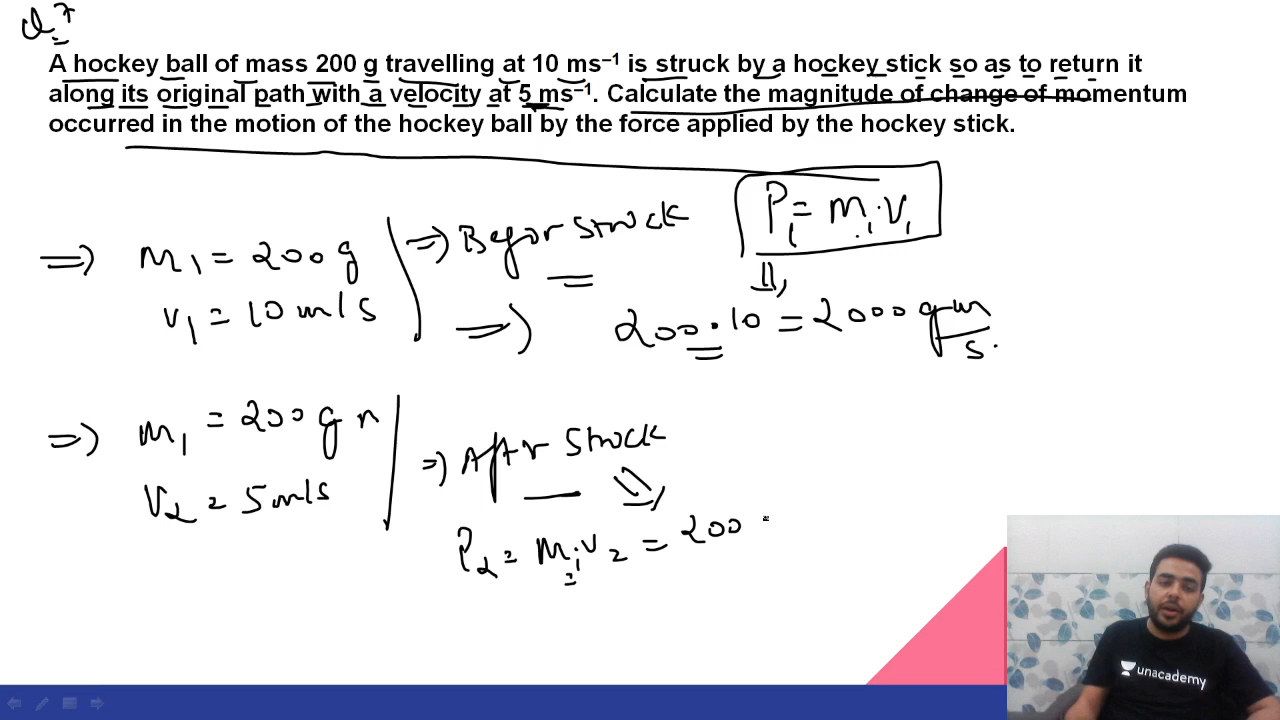 Q.7
A hockey ball of mass 200 g travelling at 10 ms⁻¹ is struck by a hockey stick so as to return it
along its original path with a velocity at 5 ms⁻¹. Calculate the magnitude of change of momentum
occurred in the motion of the hockey ball by the force applied by the hockey stick.
P₁ = m₁.v₁
⇒ m₁ = 200 g ⇒ Befor struck
v₁ = 10 m/s ⇒ 200.10 = 2000 gm m/s.
⇒ m₁ = 200 gm
⇒ Aftr struck
v₂ = 5 m/s
P₂ = m₁.v₂ = 200
unacademy